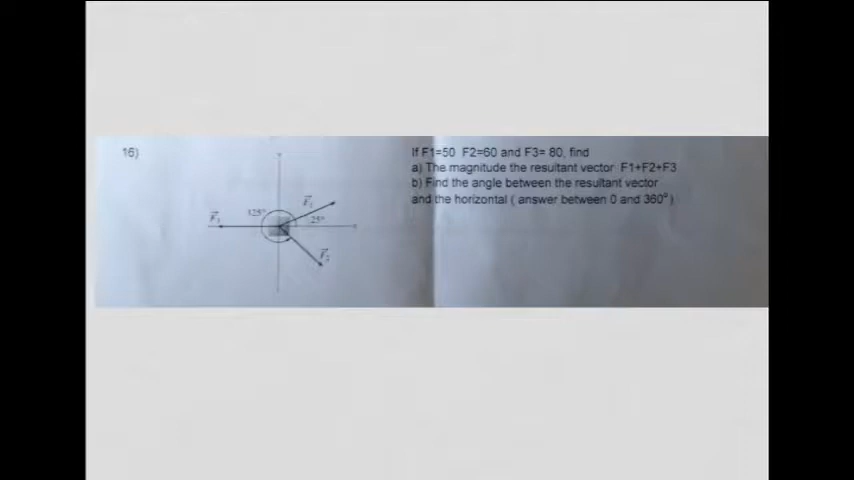 16)
If F1=50 F2=60 and F3= 80, find
a) The magnitude the resultant vector F1+F2+F3
b) Find the angle between the resultant vector
and the horizontal ( answer between 0 and 360° )
F1
25°
F3
F2